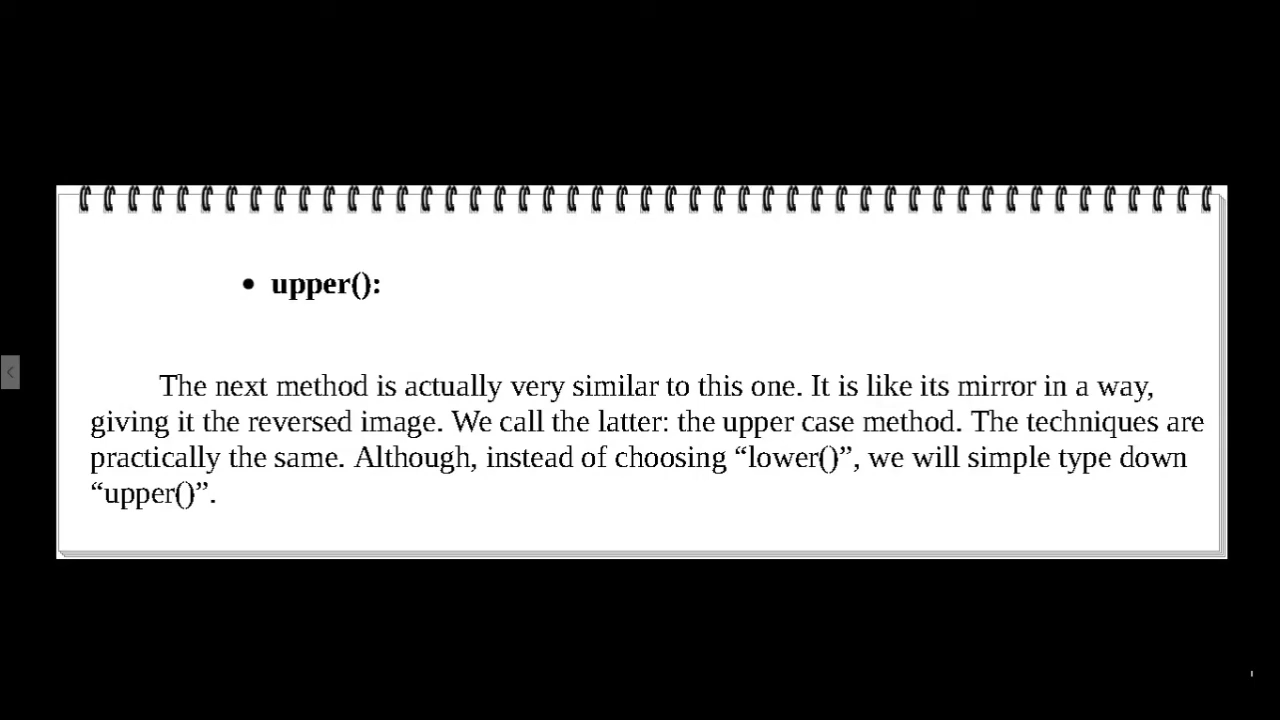 • upper():
The next method is actually very similar to this one. It is like its mirror in a way,
giving it the reversed image. We call the latter: the upper case method. The techniques are
practically the same. Although, instead of choosing “lower()”, we will simple type down
“upper()”.